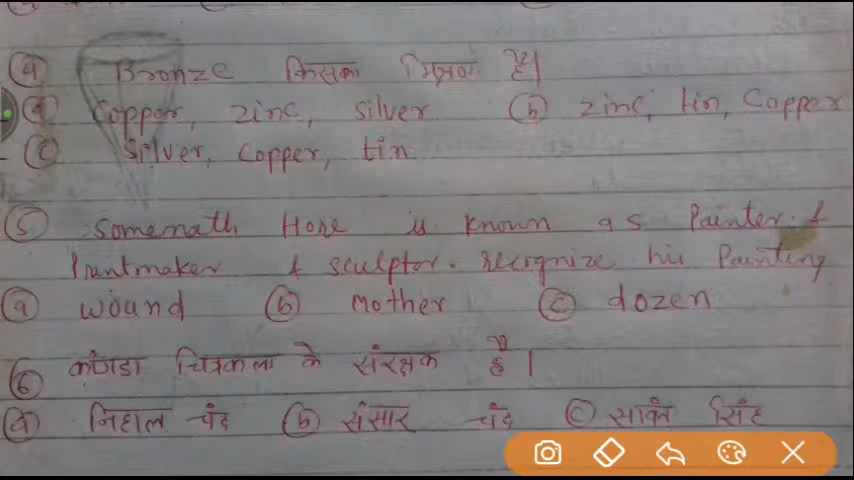 ④ Bronze किसका मिश्रण है।
ⓐ Copper, zinc, silver ⓑ zinc, tin, Copper
ⓒ Silver, Copper, tin
⑤ Somenath Hore is known as Painter &
Printmaker & sculptor. recognize his Painting
ⓐ wound ⓑ Mother ⓒ dozen
⑥ कांगडा चित्रकला के संरक्षक है।
ⓐ निहाल चंद ⓑ संसार चंद ⓒ सावंत सिंह